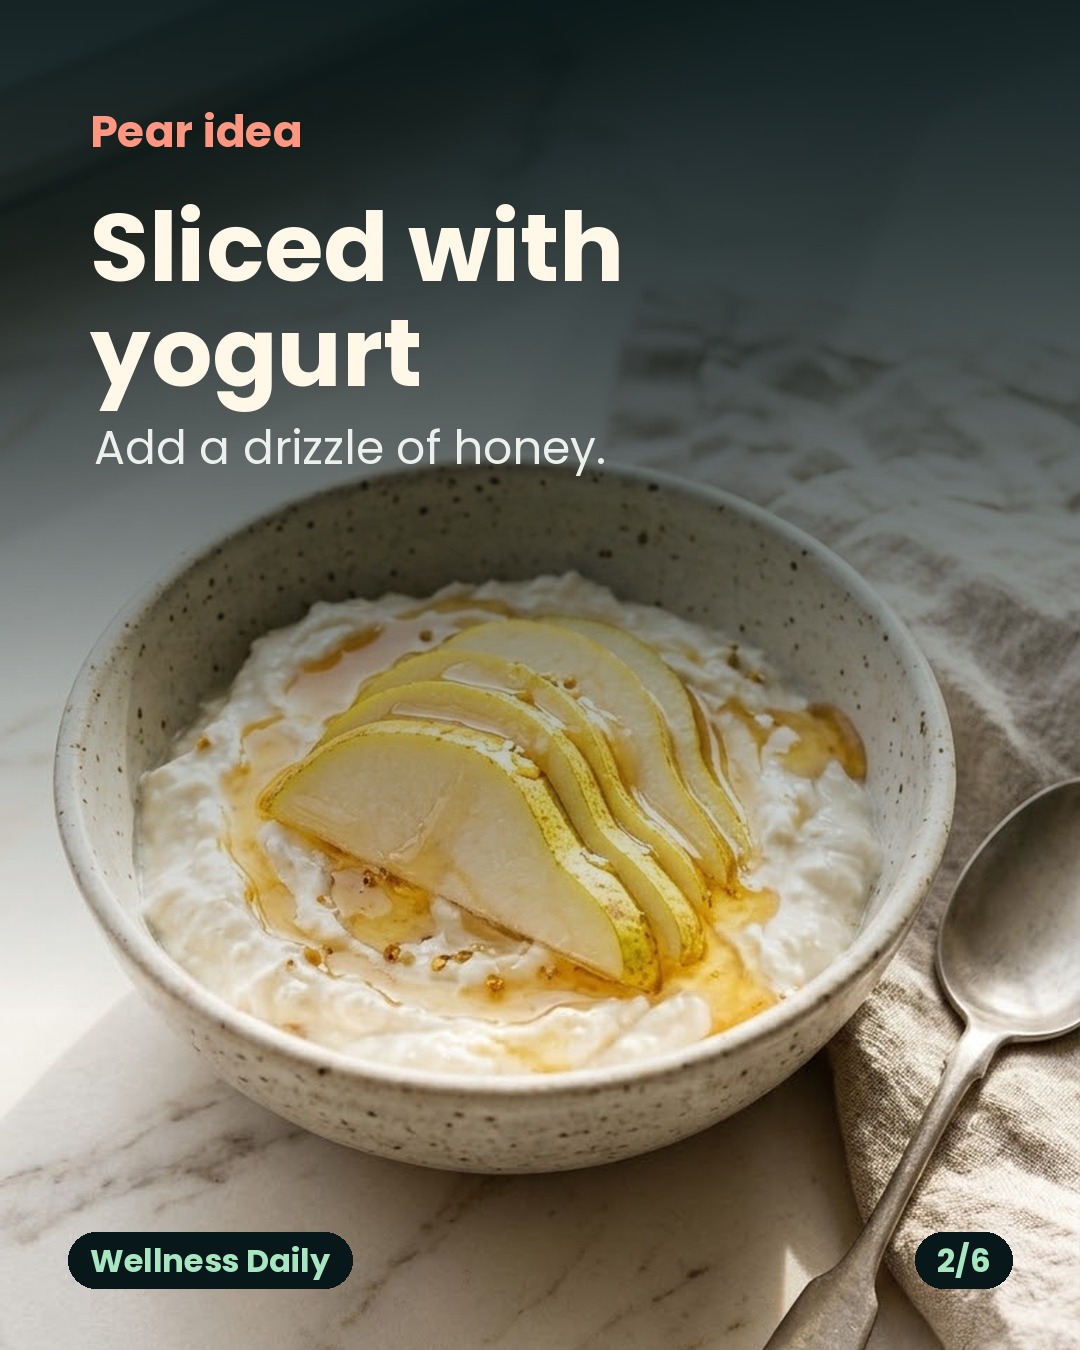 Pear idea
Sliced with
yogurt
Add a drizzle of honey.
Wellness Daily
2/6